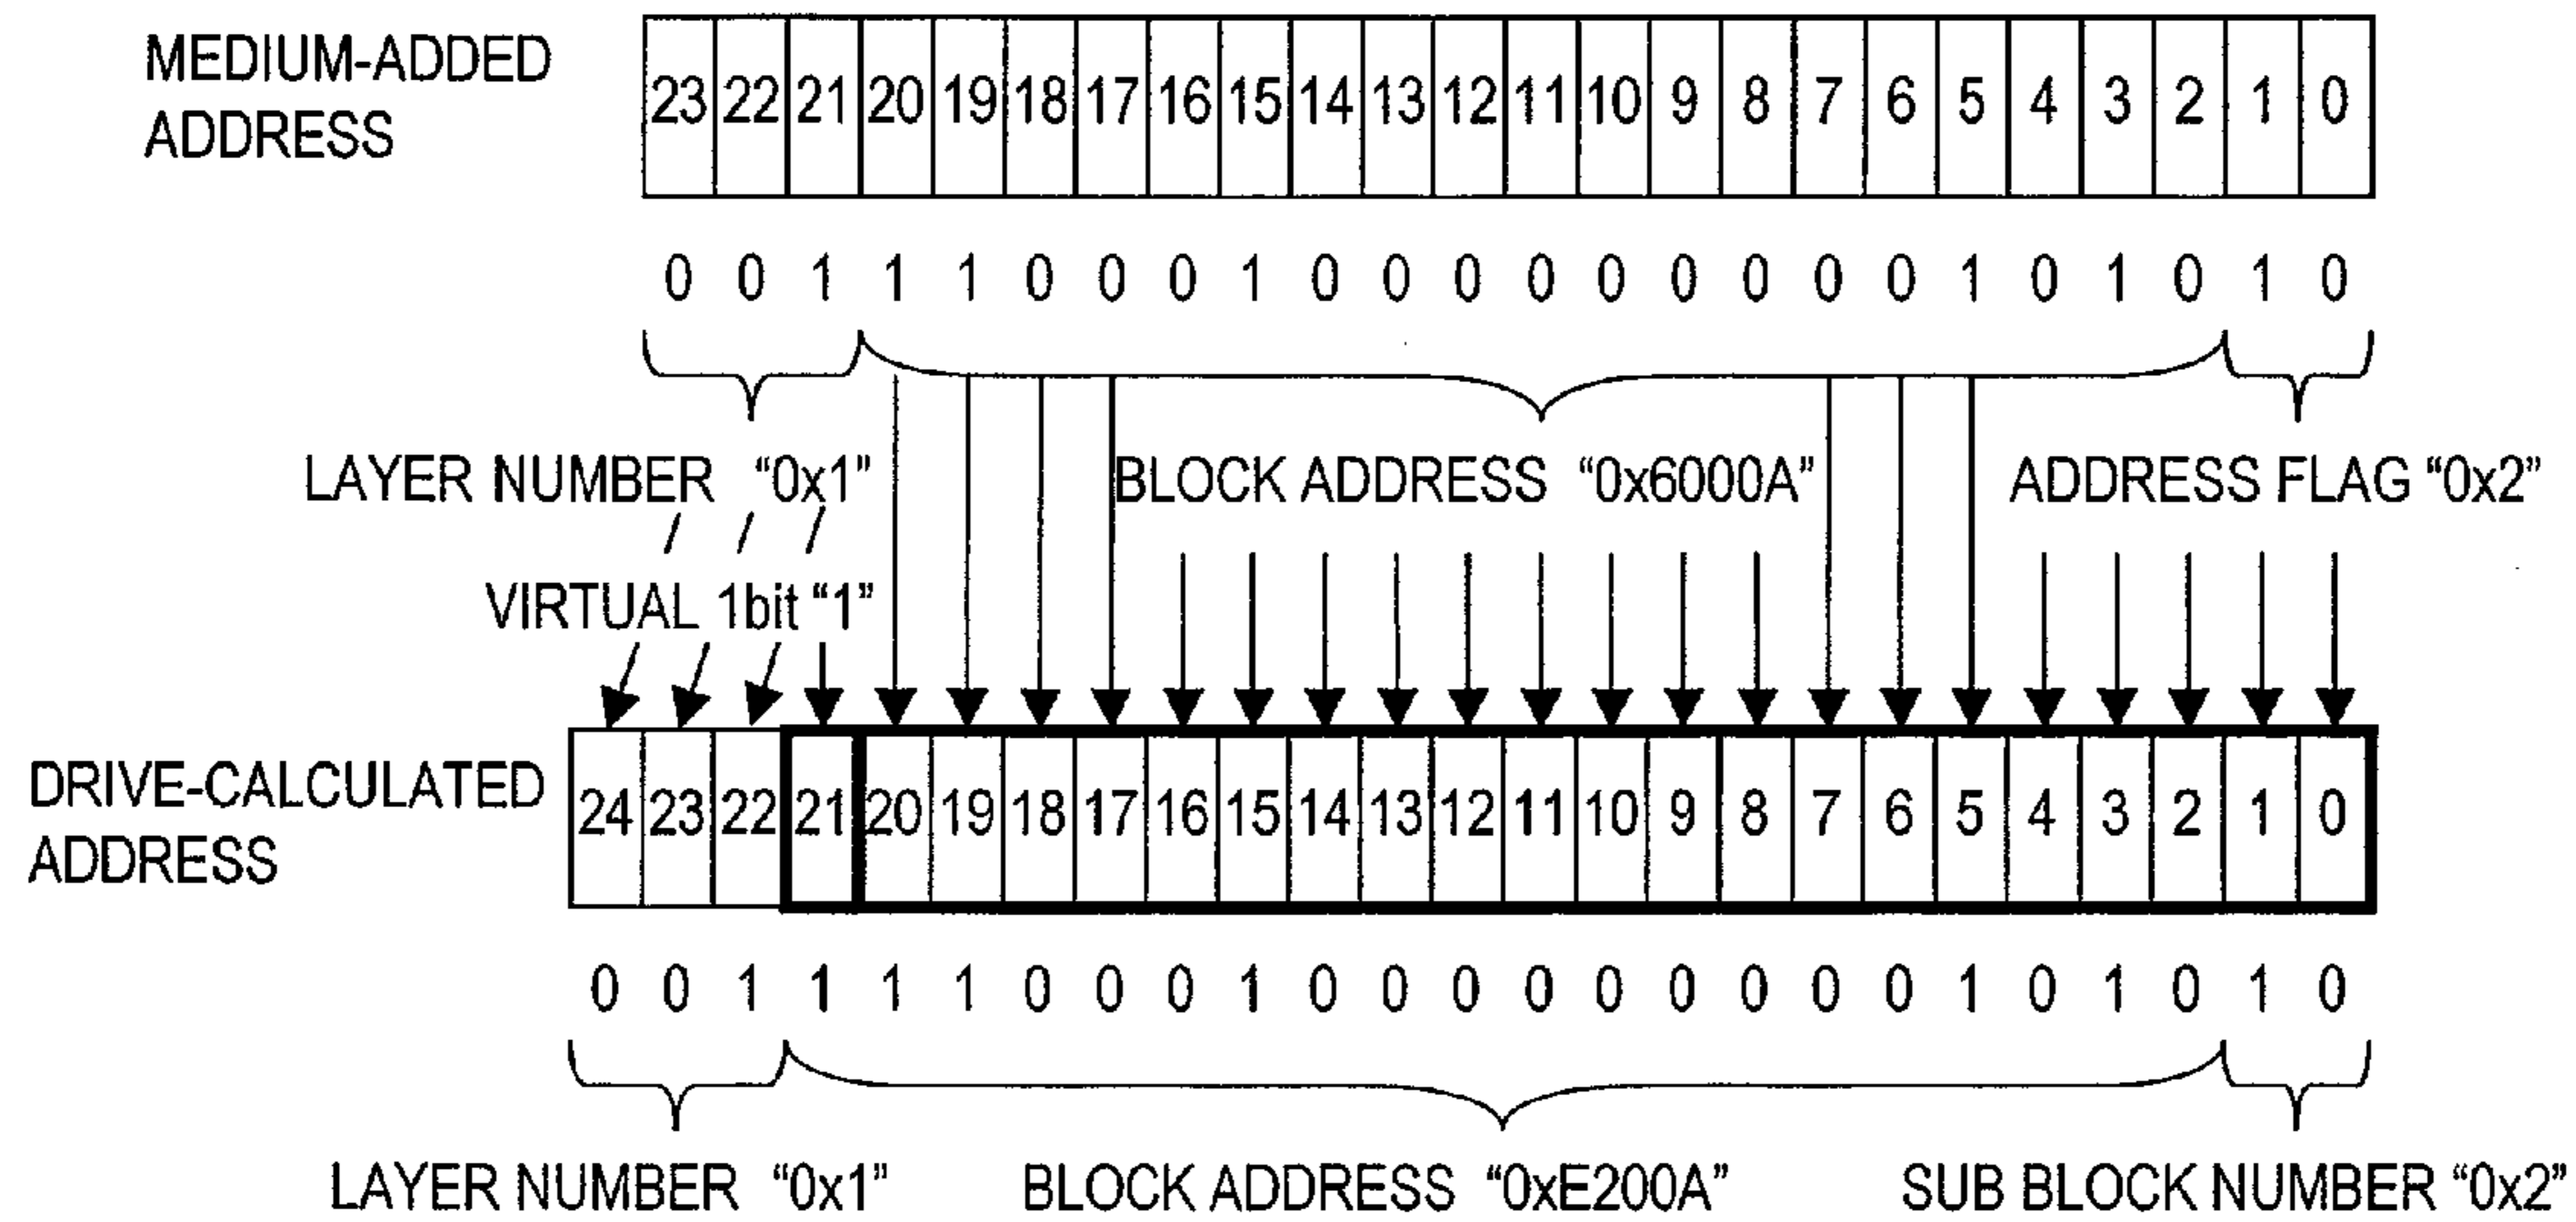 MEDIUM-ADDED
ADDRESS
23 22 21 20 19 18 17 16 15 14 13 12 11 10 9 8 7 6 5 4 3 2 1 0
0 0 1 1 1 0 0 0 1 0 0 0 0 0 0 0 0 0 1 0 1 0 1 0
LAYER NUMBER “0x1” BLOCK ADDRESS “0x6000A” ADDRESS FLAG “0x2”
VIRTUAL 1bit “1”
DRIVE-CALCULATED
ADDRESS
24 23 22 21 20 19 18 17 16 15 14 13 12 11 10 9 8 7 6 5 4 3 2 1 0
0 0 1 1 1 1 0 0 0 1 0 0 0 0 0 0 0 0 0 1 0 1 0 1 0
LAYER NUMBER “0x1” BLOCK ADDRESS “0xE200A” SUB BLOCK NUMBER “0x2”